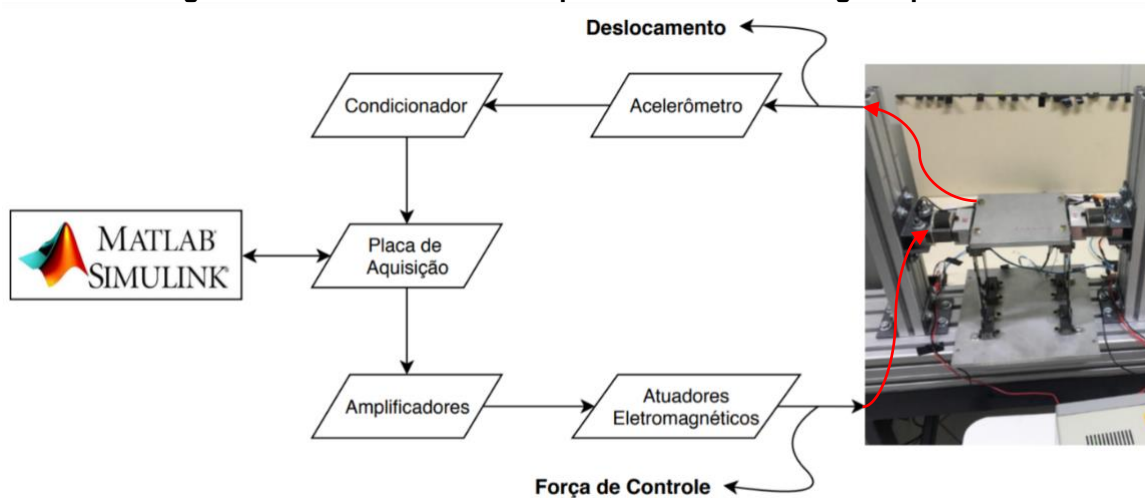 Deslocamento
Condicionador
Acelerômetro
MATLAB®
SIMULINK®
Placa de
Aquisição
Amplificadores
Atuadores
Eletromagnéticos
Força de Controle